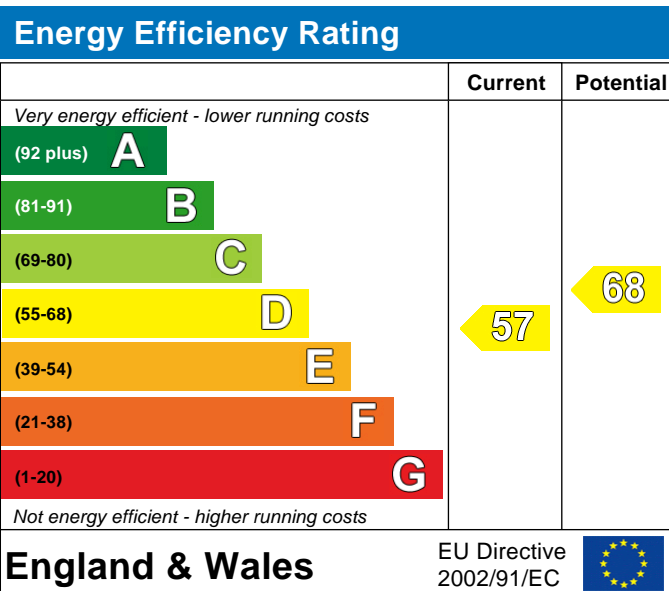 Energy Efficiency Rating
Current Potential
Very energy efficient - lower running costs
(92 plus) A
(81-91) B
(69-80) C
(55-68) D
(39-54) E
(21-38) F
(1-20) G
57
68
Not energy efficient - higher running costs
England & Wales
EU Directive
2002/91/EC